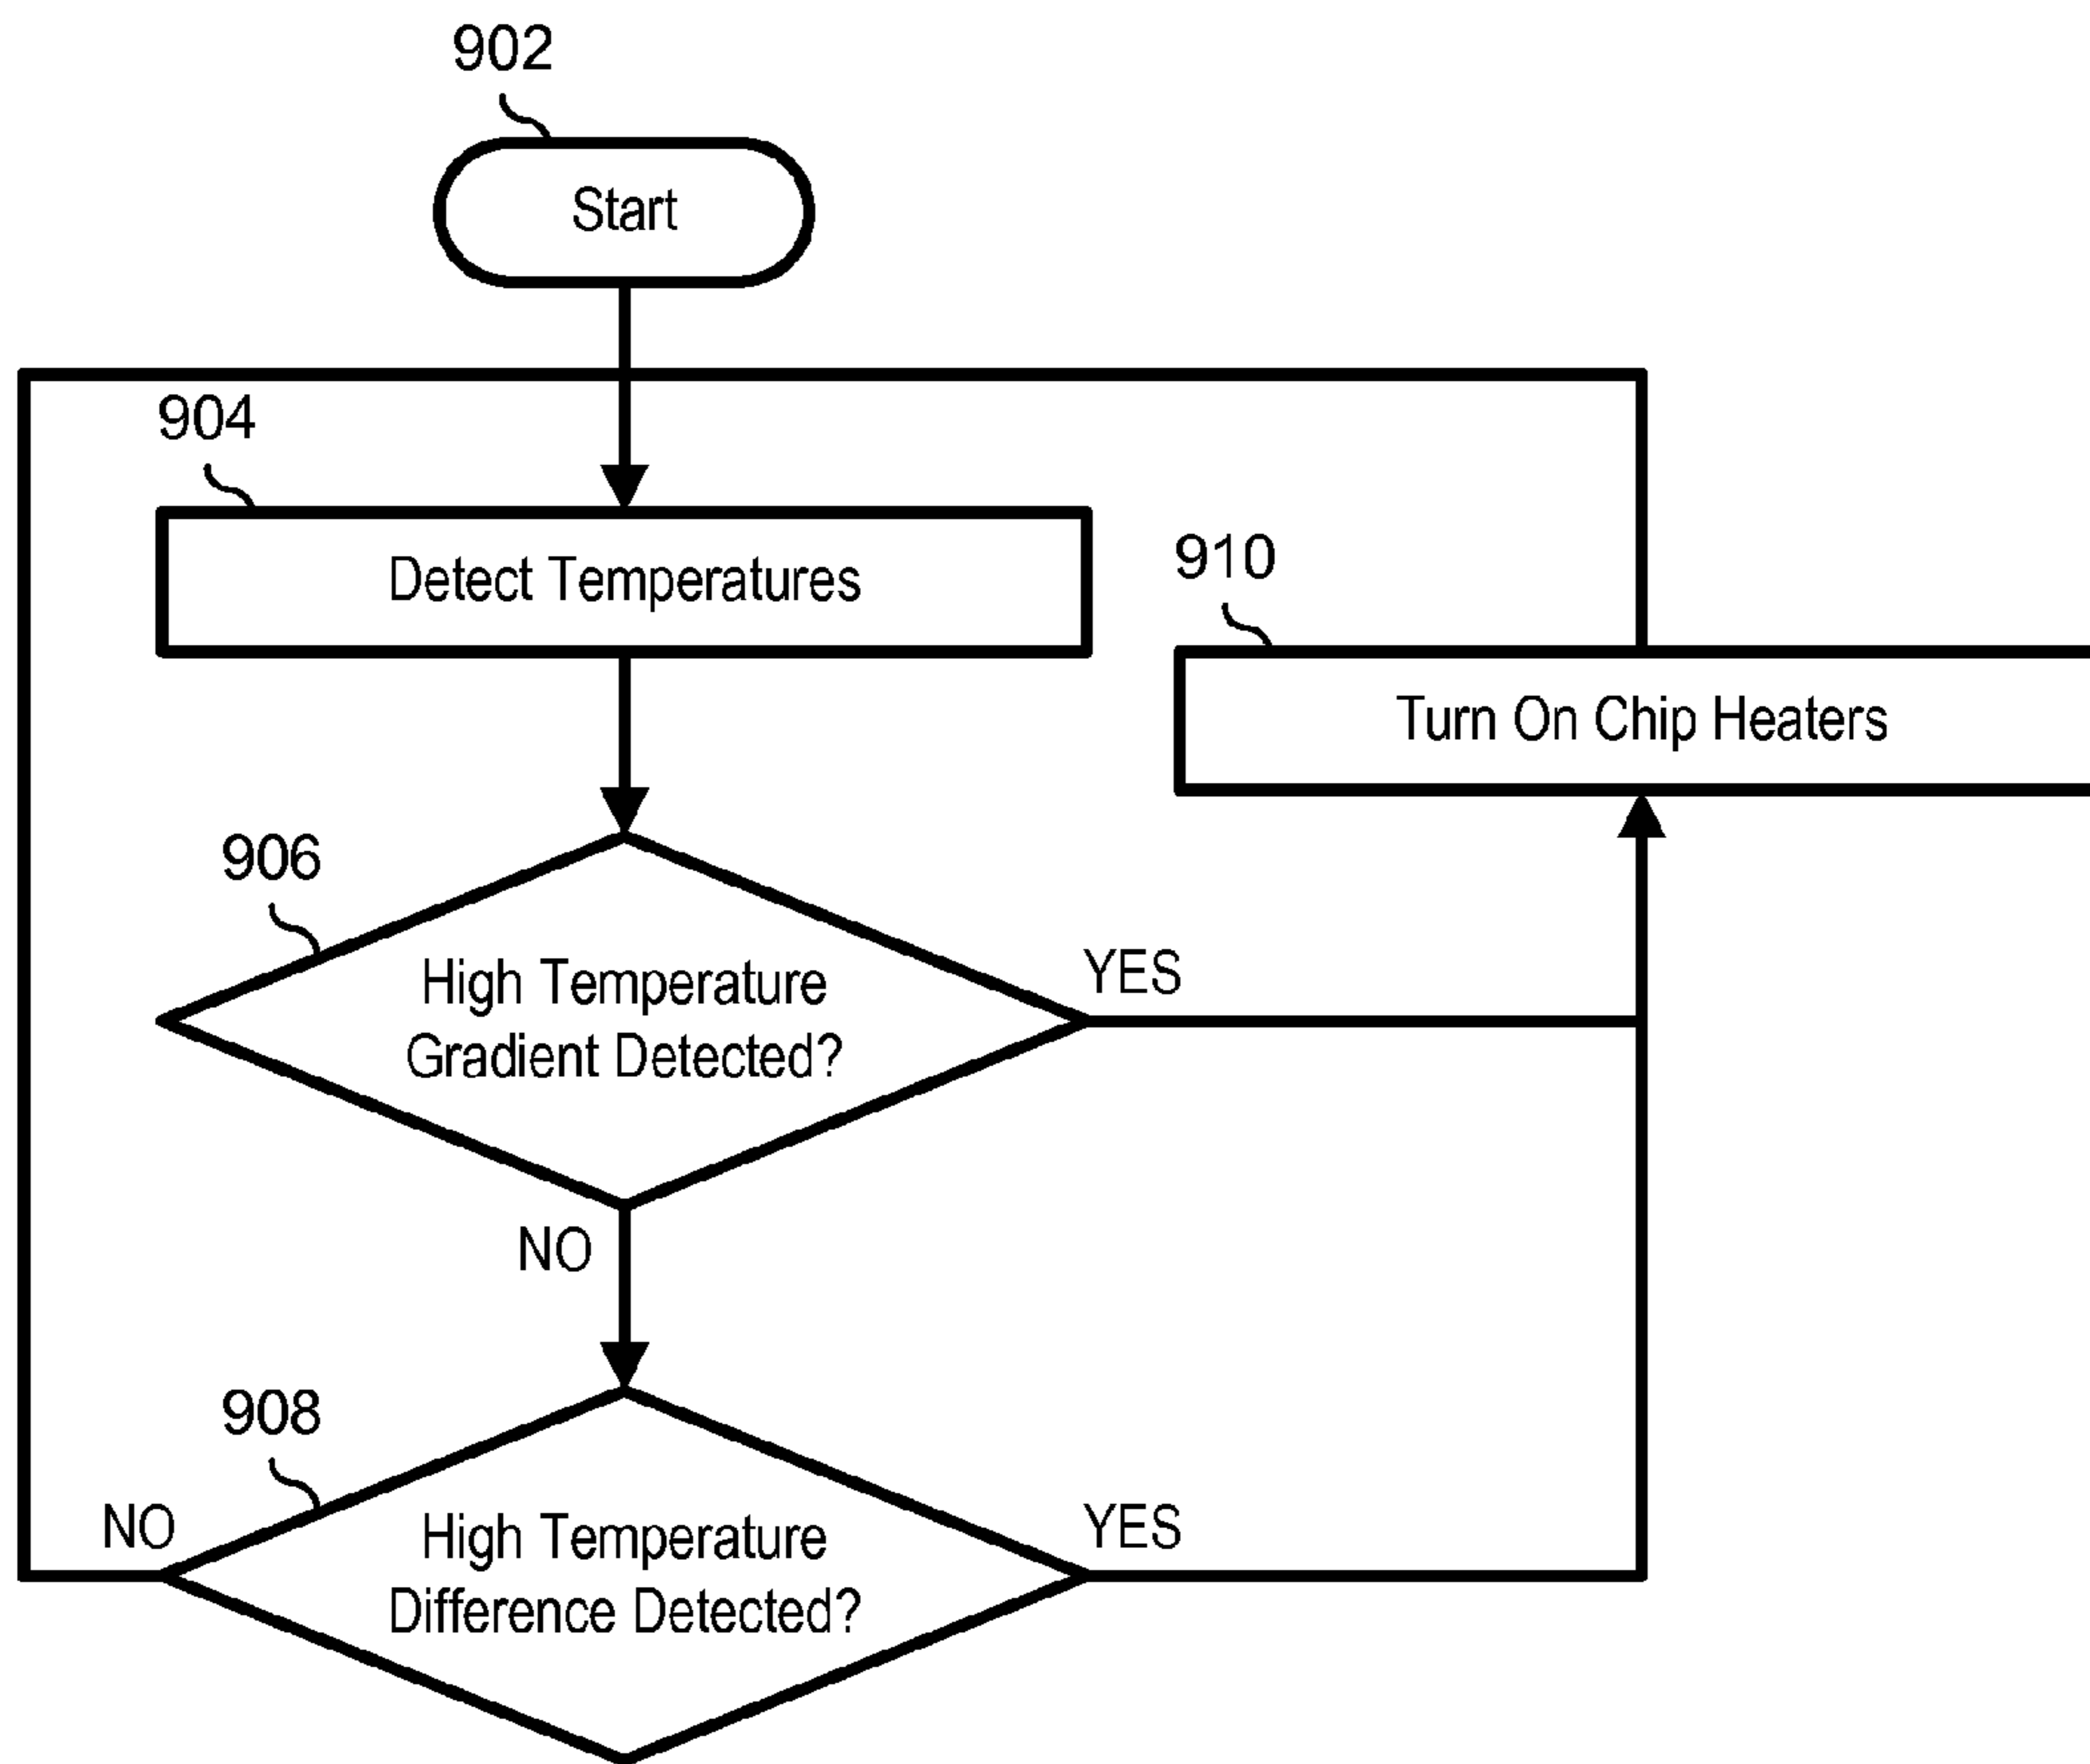 902
Start
904
Detect Temperatures
910
Turn On Chip Heaters
906
High Temperature
Gradient Detected?
YES
NO
908
High Temperature
Difference Detected?
NO
YES